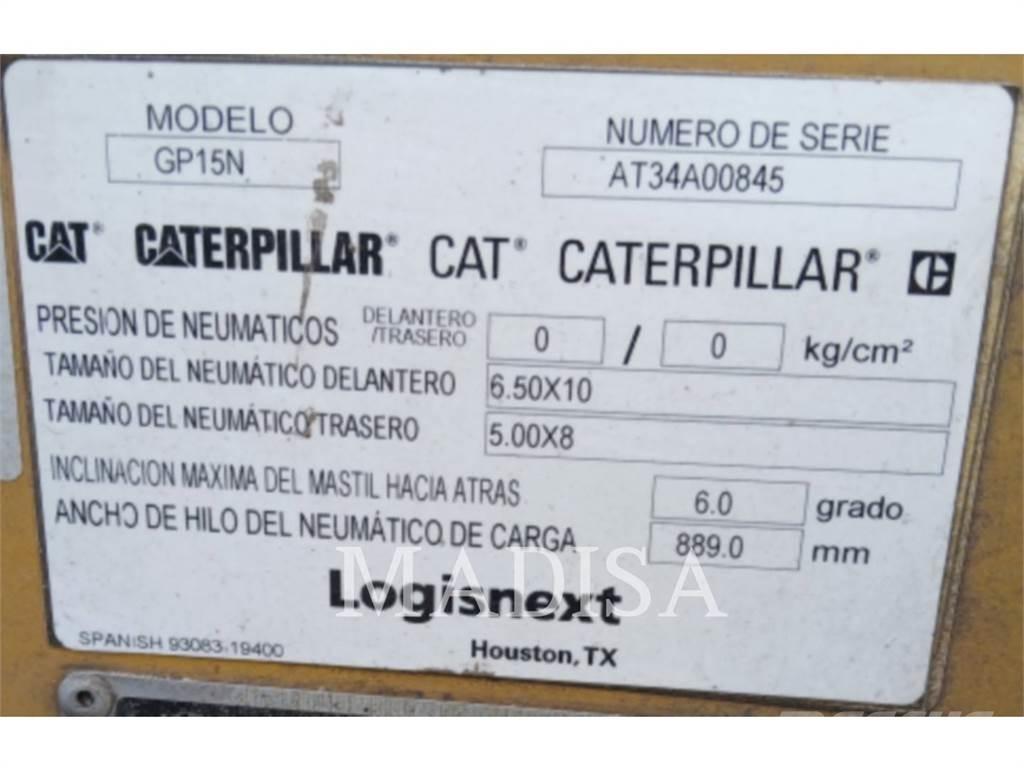 MODELO NUMERO DE SERIE
GP15N AT34A00845
CAT® CATERPILLAR® CAT® CATERPILLAR®
PRESION DE NEUMATICOS DELANTERO
/TRASERO 0 / 0 kg/cm²
TAMAÑO DEL NEUMÁTICO DELANTERO 6.50X10
TAMAÑO DEL NEUMÁTICO TRASERO 5.00X8
INCLINACION MAXIMA DEL MASTIL HACIA ATRAS 6.0 grado
ANCHO DE HILO DEL NEUMÁTICO DE CARGA 889.0 mm
MADISA
Logisnext
SPANISH 93083-19400 Houston, TX